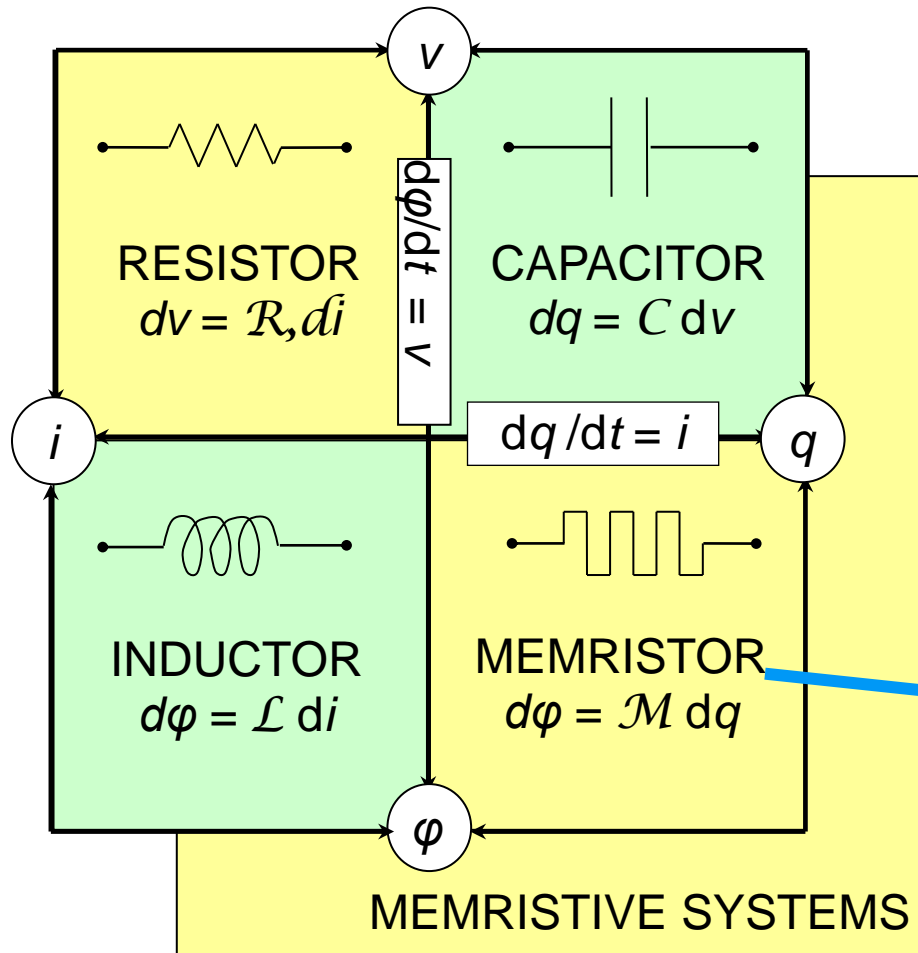 v
RESISTOR
dv = R, di
dφ/dt = v
CAPACITOR
dq = C dv
i
dq /dt = i
q
INDUCTOR
dφ = L di
MEMRISTOR
dφ = M dq
φ
MEMRISTIVE SYSTEMS